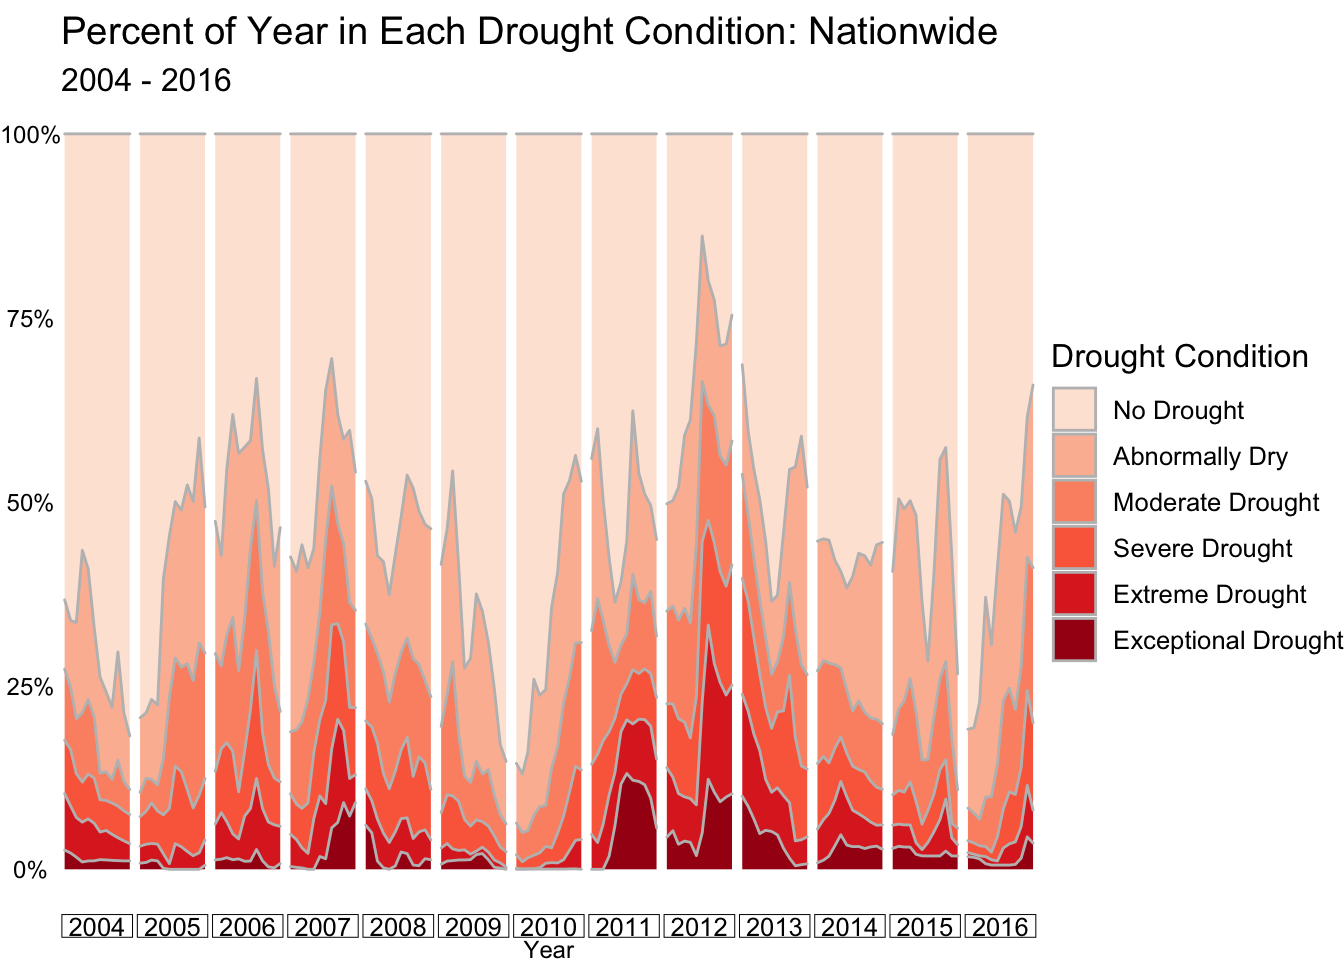 Percent of Year in Each Drought Condition: Nationwide
2004 - 2016
100%
75%
50%
25%
0%
Drought Condition
No Drought
Abnormally Dry
Moderate Drought
Severe Drought
Extreme Drought
Exceptional Drought
2004 2005 2006 2007 2008 2009 2010 2011 2012 2013 2014 2015 2016
Year